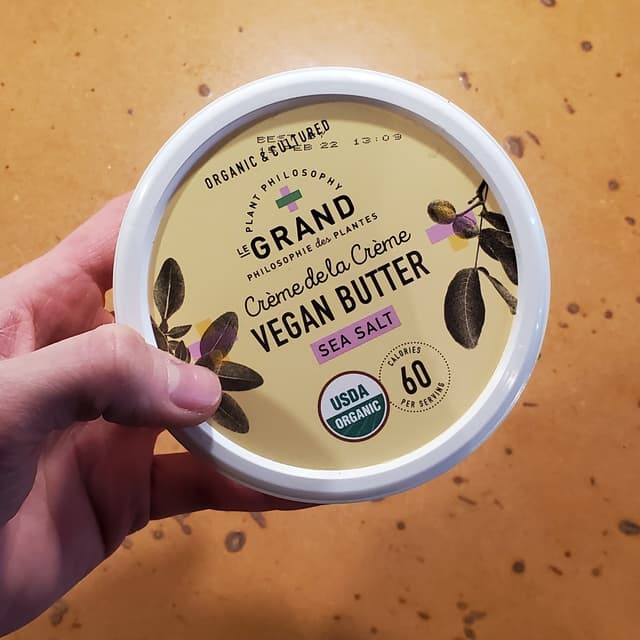 BEST BY
FEB 22 13:09
ORGANIC & CULTURED
PLANT PHILOSOPHY
le GRAND
PHILOSOPHIE des PLANTES
Crème de la Crème
VEGAN BUTTER
SEA SALT
CALORIES
60
PER SERVING
USDA
ORGANIC